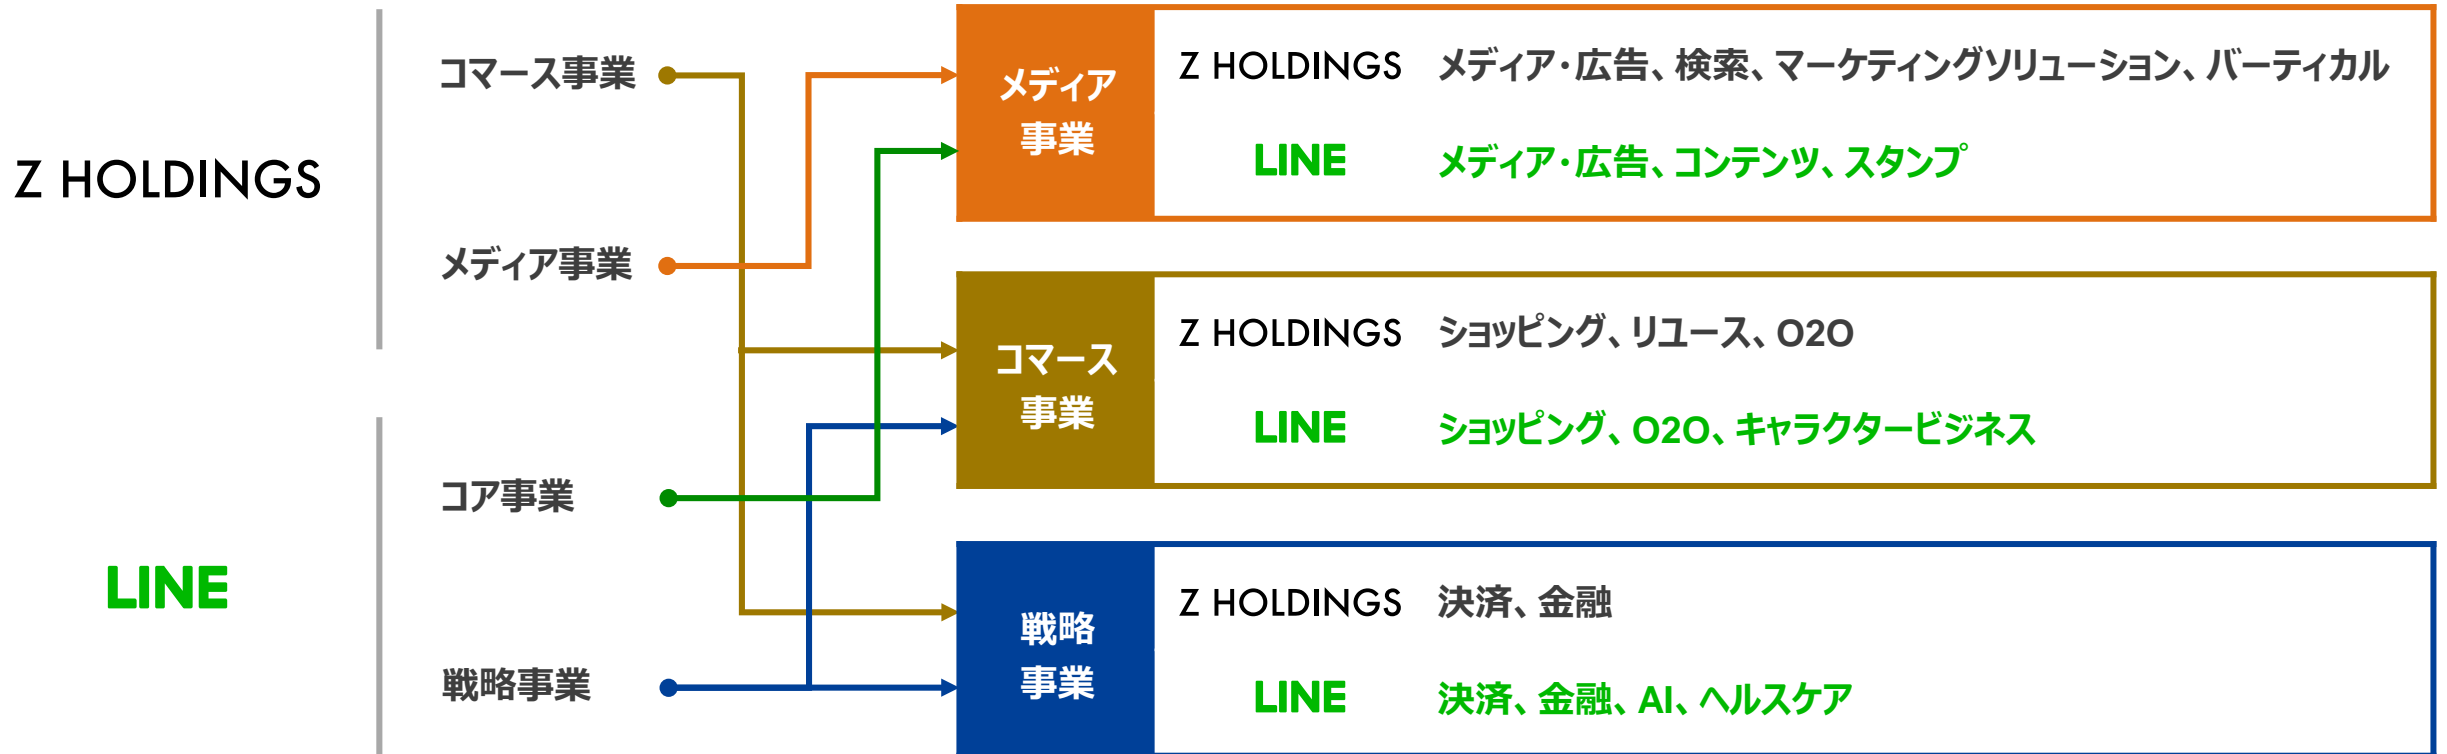 Z HOLDINGS
コマース事業
メディア事業
LINE
コア事業
戦略事業
メディア
事業
Z HOLDINGS メディア・広告、検索、マーケティングソリューション、バーティカル
LINE メディア・広告、コンテンツ、スタンプ
コマース
事業
Z HOLDINGS ショッピング、リユース、O2O
LINE ショッピング、O2O、キャラクタービジネス
戦略
事業
Z HOLDINGS 決済、金融
LINE 決済、金融、AI、ヘルスケア